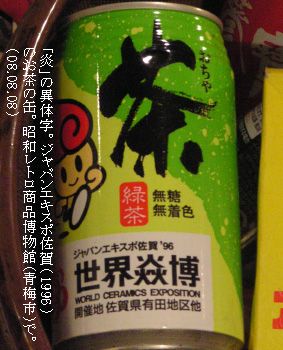 「炎」の異体字。ジャパンエキスポ佐賀(1996)
のお茶の缶。昭和レトロ商品博物館(青梅市)で。
(08.08.08)
おちゃ
茶
緑茶
無糖
無着色
ジャパンエキスポ佐賀'96
世界焱博
WORLD CERAMICS EXPOSITION
開催地 佐賀県有田地区他